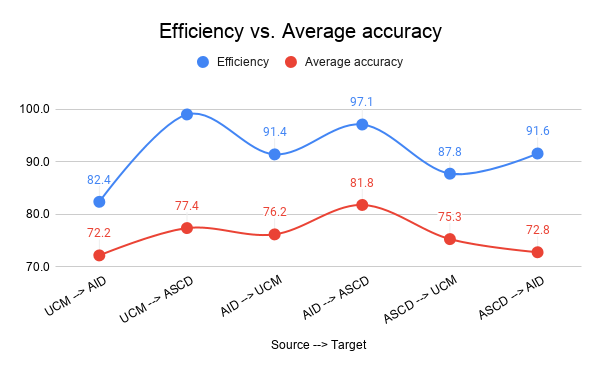 Efficiency vs. Average accuracy
Efficiency
Average accuracy
100.0
90.0
80.0
70.0
82.4
91.4
97.1
87.8
91.6
72.2
77.4
76.2
81.8
75.3
72.8
UCM --> AID
UCM --> ASCD
AID --> UCM
AID --> ASCD
ASCD --> UCM
ASCD --> AID
Source --> Target